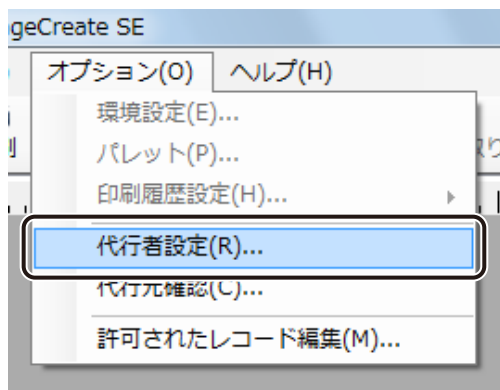 geCreate SE
オプション(O) ヘルプ(H)
環境設定(E)...
パレット(P)...
印刷履歴設定(H)...
代行者設定(R)...
代行元確認(C)...
許可されたレコード編集(M)...